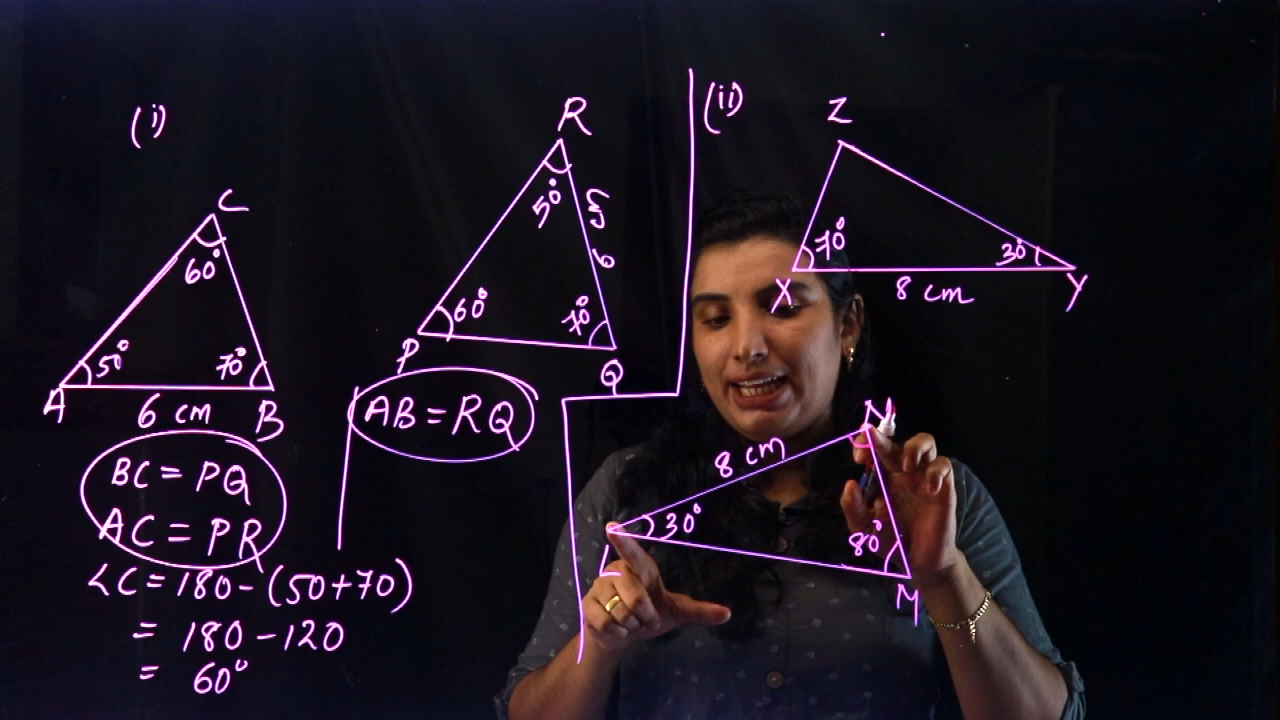 (i)
C
60°
50°
70°
A
6 cm
B
BC = PQ
AC = PR
∠C = 180 - (50+70)
= 180 - 120
= 60°
R
50°
6 cm
60°
70°
P
Q
AB = RQ
(ii)
Z
70°
30°
X
8 cm
Y
N
8 cm
30°
80°
L
M